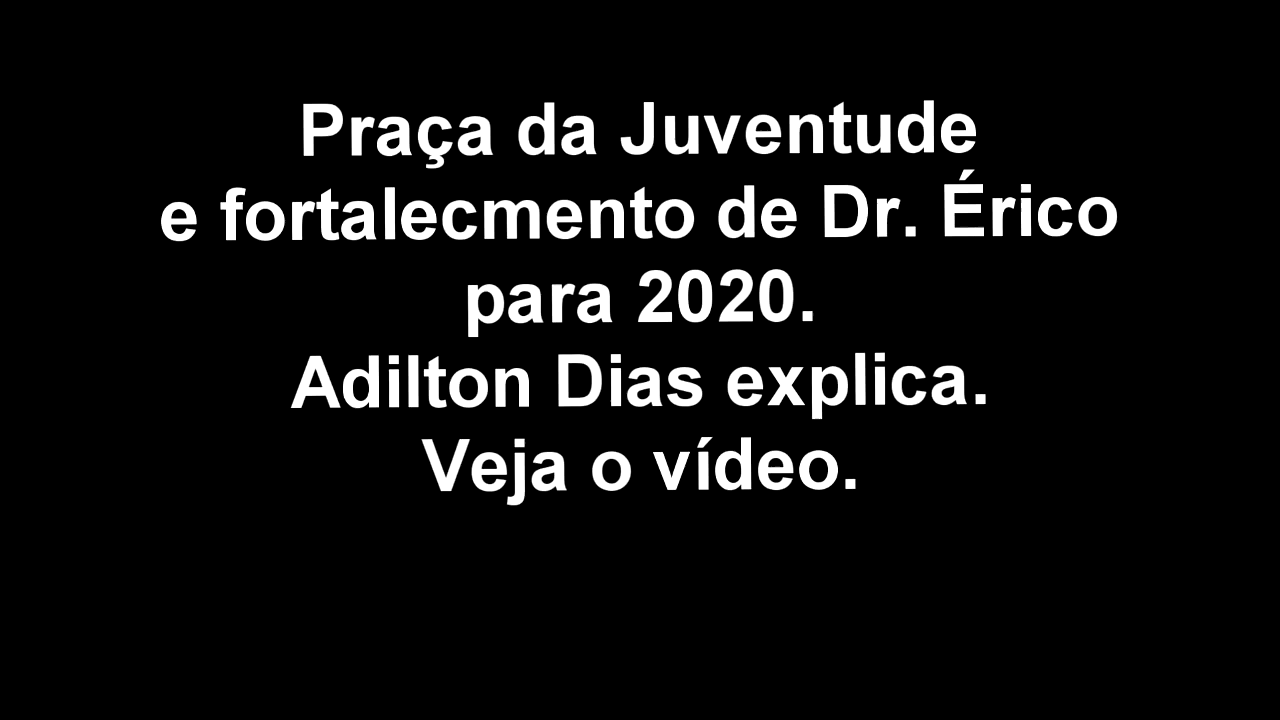 Praça da Juventude
e fortalecmento de Dr. Érico
para 2020.
Adilton Dias explica.
Veja o vídeo.